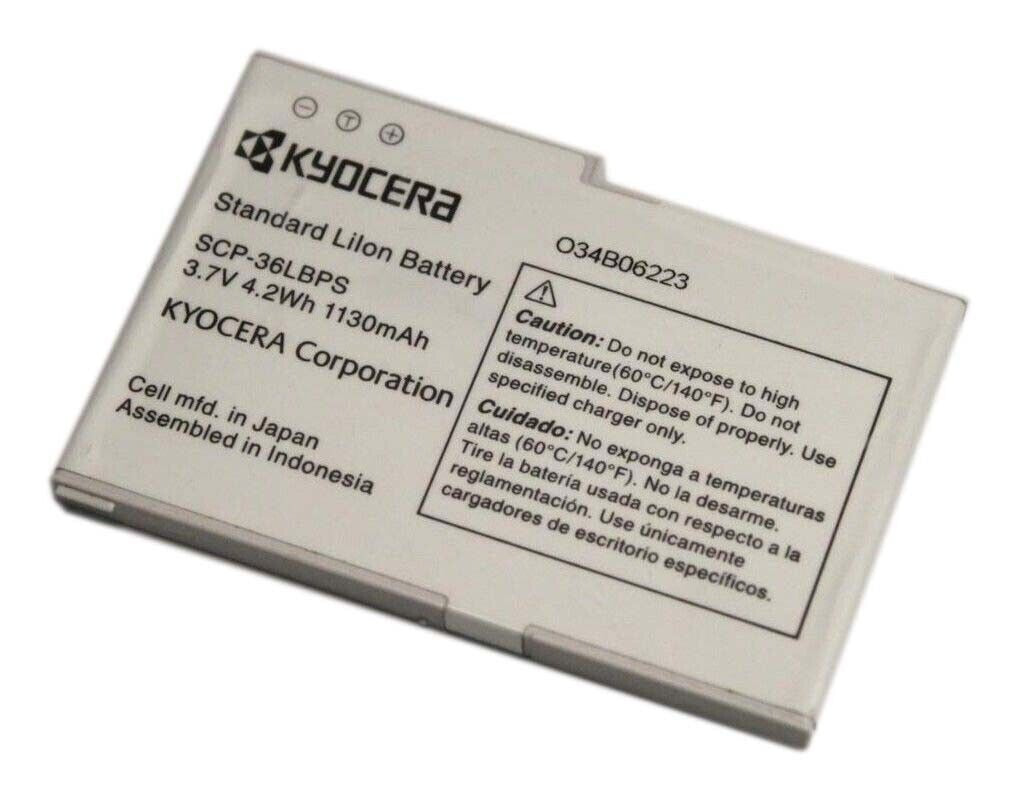 − T +
KYOCERA
Standard LiIon Battery
SCP-36LBPS
3.7V 4.2Wh 1130mAh
KYOCERA Corporation
Cell mfd. in Japan
Assembled in Indonesia
O34B06223
Caution: Do not expose to high
temperature(60°C/140°F). Do not
disassemble. Dispose of properly. Use
specified charger only.
Cuidado: No exponga a temperaturas
altas (60°C/140°F). No la desarme.
Tire la batería usada con respecto a la
reglamentación. Use únicamente
cargadores de escritorio específicos.